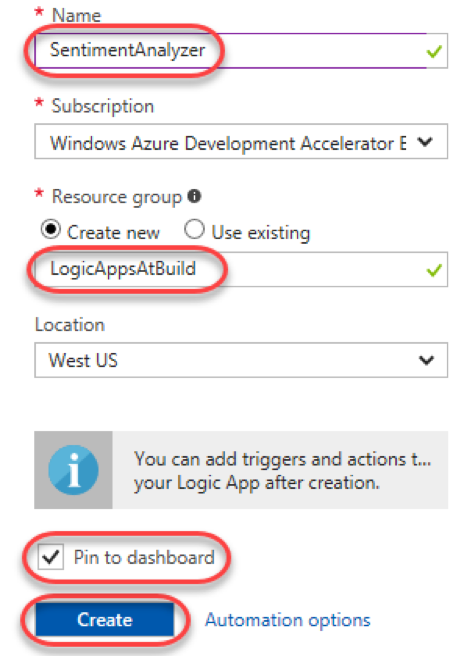 * Name
SentimentAnalyzer
* Subscription
Windows Azure Development Accelerator E
* Resource group
Create new Use existing
LogicAppsAtBuild
Location
West US
You can add triggers and actions t...
your Logic App after creation.
Pin to dashboard
Create Automation options